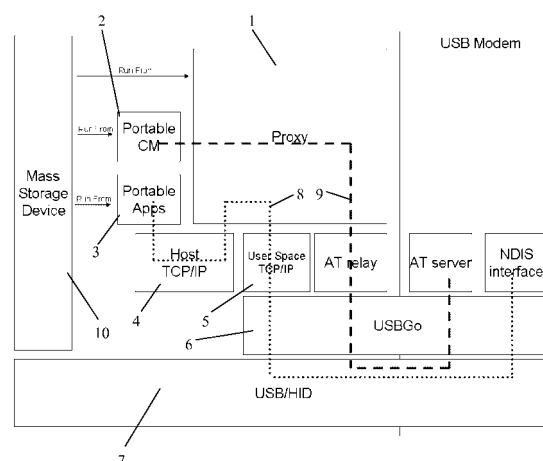 2
1
USB Modem
Run From
Run From
Portable
CM
Proxy
Mass
Storage
Device
Run From
Portable
Apps
8
9
3
Host
TCP/IP
User Space
TCP/IP
AT relay
AT server
NDIS
interface
10
4
5
6
USBGo
USB/HID
7